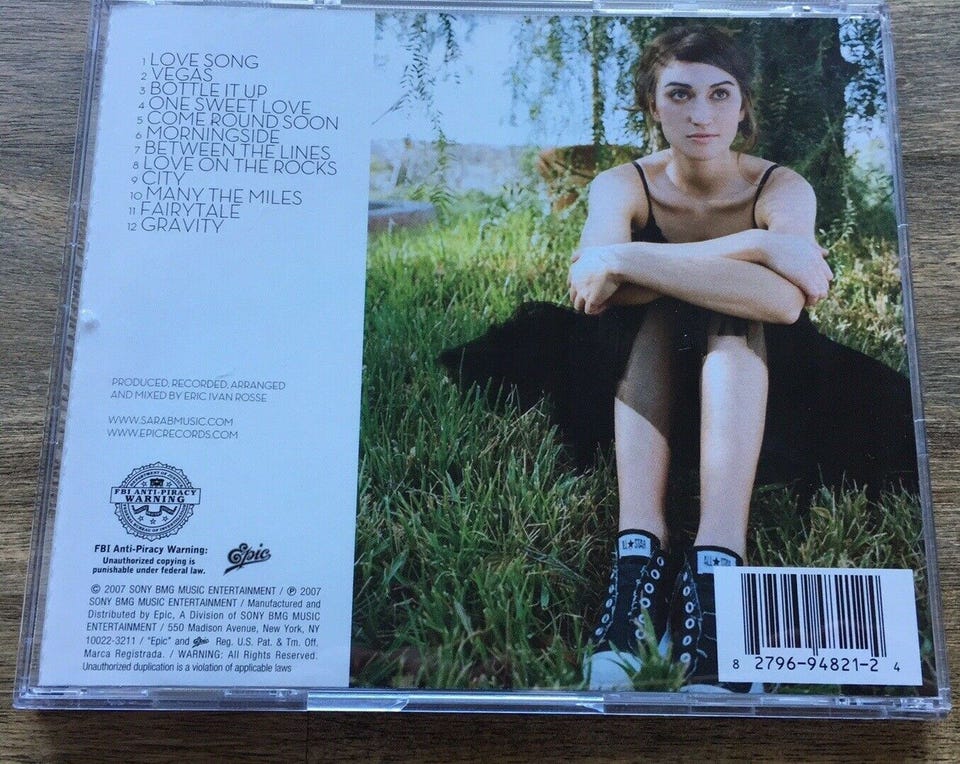 1 LOVE SONG
2 VEGAS
3 BOTTLE IT UP
4 ONE SWEET LOVE
5 COME ROUND SOON
6 MORNINGSIDE
7 BETWEEN THE LINES
8 LOVE ON THE ROCKS
9 CITY
10 MANY THE MILES
11 FAIRYTALE
12 GRAVITY
PRODUCED, RECORDED, ARRANGED
AND MIXED BY ERIC IVAN ROSSE
WWW.SARABMUSIC.COM
WWW.EPICRECORDS.COM
FBI ANTI-PIRACY
WARNING
FBI Anti-Piracy Warning:
Unauthorized copying is
punishable under federal law.
Epic
© 2007 SONY BMG MUSIC ENTERTAINMENT / ℗ 2007
SONY BMG MUSIC ENTERTAINMENT / Manufactured and
Distributed by Epic, A Division of SONY BMG MUSIC
ENTERTAINMENT / 550 Madison Avenue, New York, NY
10022-3211 / "Epic" and Epic Reg. U.S. Pat. & Tm. Off.
Marca Registrada. / WARNING: All Rights Reserved.
Unauthorized duplication is a violation of applicable laws
ALL★STAR
ALL★STAR
8 2796-94821-2 4